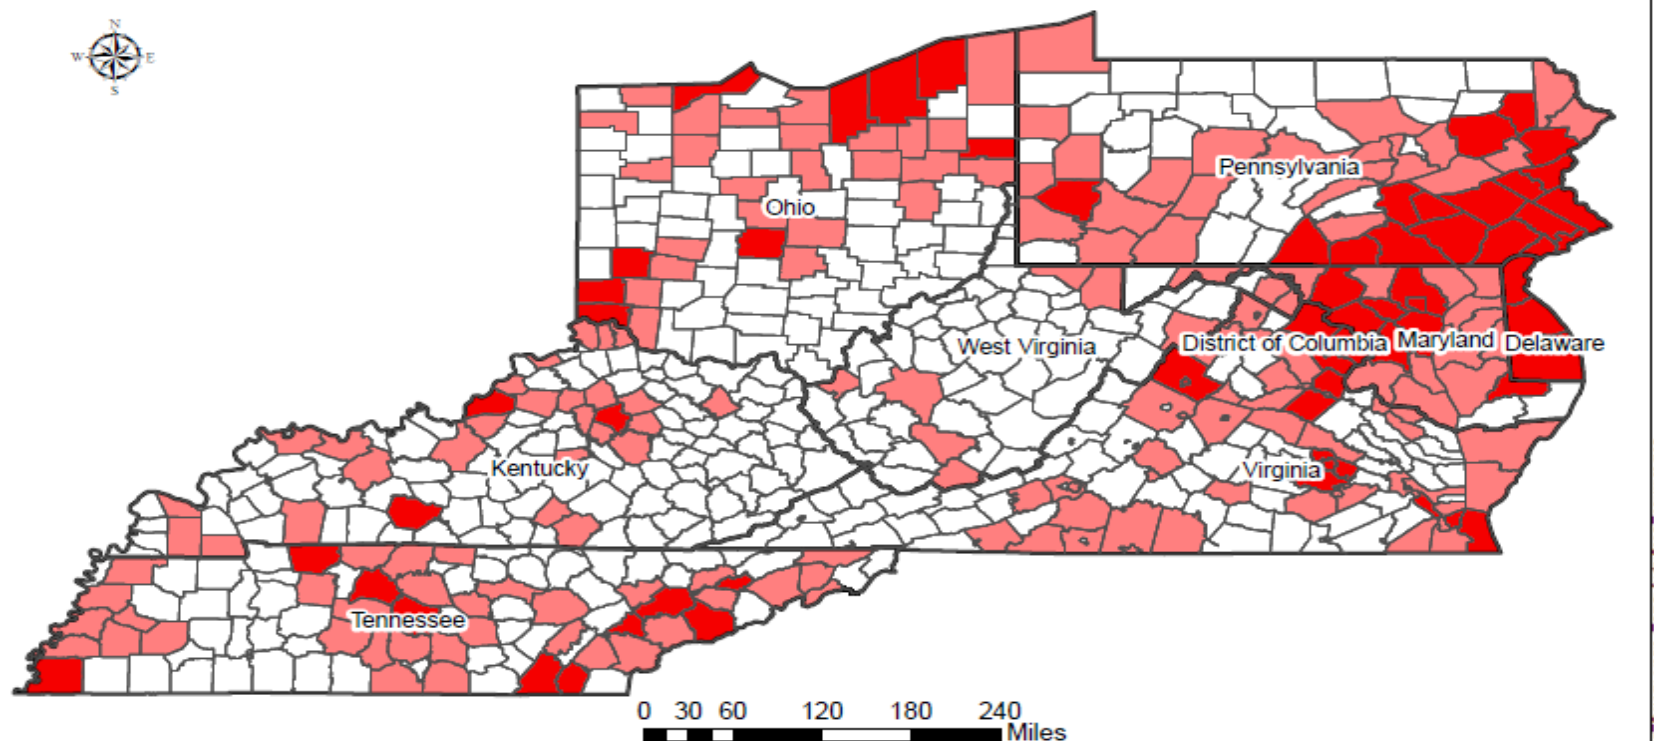 N
W E
S
Pennsylvania
Ohio
West Virginia
District of Columbia
Maryland
Delaware
Kentucky
Virginia
Tennessee
0 30 60 120 180 240
Miles